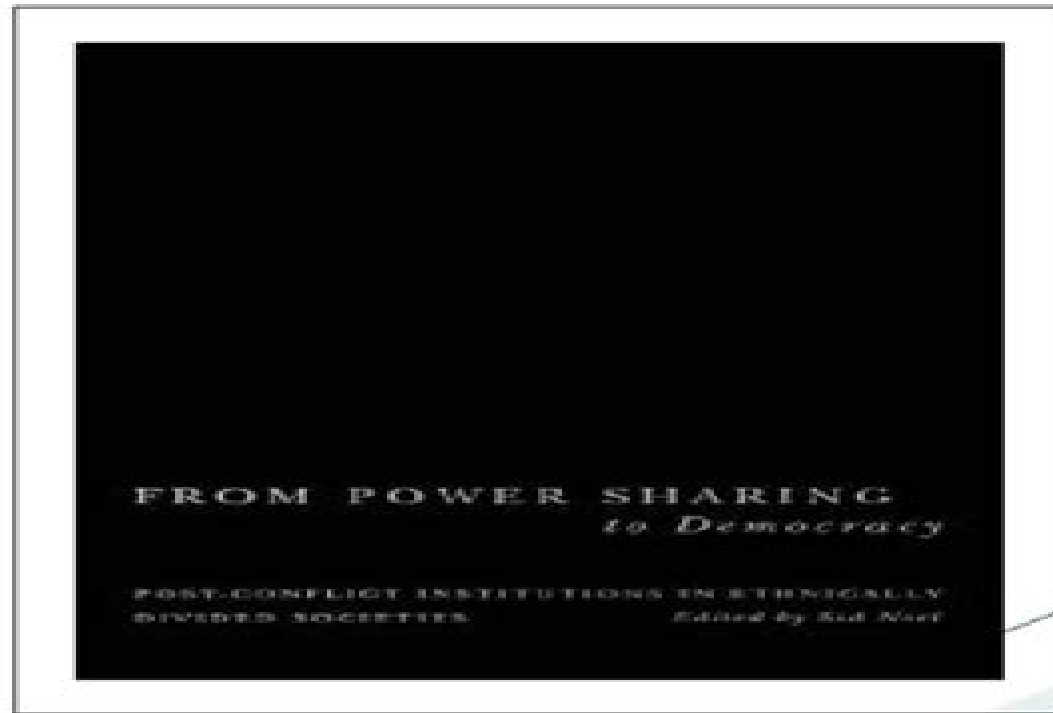 FROM POWER SHARING
to Democracy
POST-CONFLICT INSTITUTIONS IN ETHNICALLY
DIVIDED SOCIETIES Edited by Sid Noel